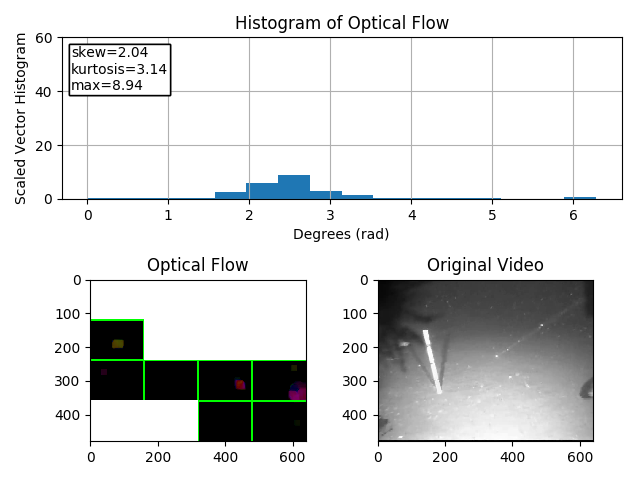 Histogram of Optical Flow
Scaled Vector Histogram
60
40
20
0
skew=2.04
kurtosis=3.14
max=8.94
0 1 2 3 4 5 6
Degrees (rad)
Optical Flow
0
100
200
300
400
0 200 400 600
Original Video
0
100
200
300
400
0 200 400 600